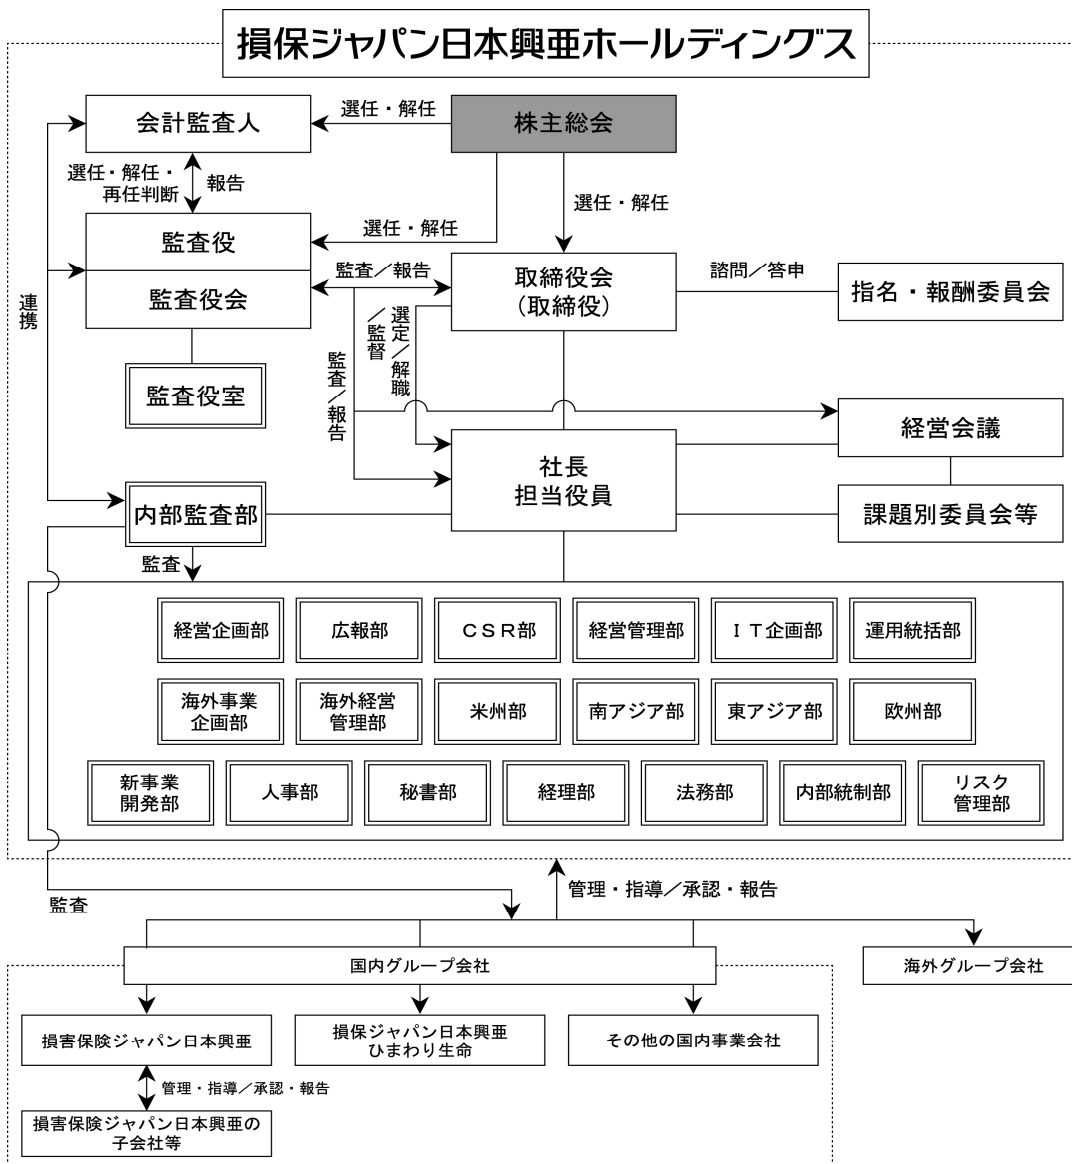 損保ジャパン日本興亜ホールディングス
会計監査人
選任・解任
株主総会
選任・解任・
再任判断
報告
選任・解任
選任・解任
監査役
監査役会
監査／報告
取締役会
（取締役）
諮問／答申
指名・報酬委員会
連携
選定／解職
／監督
監査／報告
監査役室
経営会議
社長
担当役員
課題別委員会等
内部監査部
監査
経営企画部
広報部
ＣＳＲ部
経営管理部
ＩＴ企画部
運用統括部
海外事業
企画部
海外経営
管理部
米州部
南アジア部
東アジア部
欧州部
新事業
開発部
人事部
秘書部
経理部
法務部
内部統制部
リスク
管理部
監査
管理・指導／承認・報告
国内グループ会社
海外グループ会社
損害保険ジャパン日本興亜
損保ジャパン日本興亜
ひまわり生命
その他の国内事業会社
管理・指導／承認・報告
損害保険ジャパン日本興亜の
子会社等